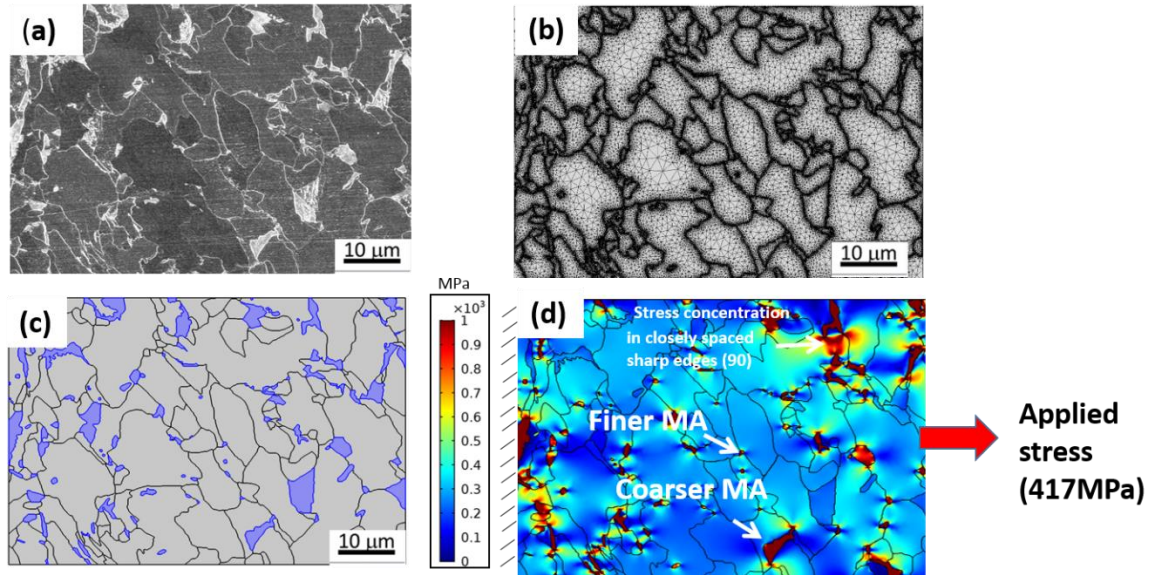 (a)
10 μm
(b)
10 μm
(c)
10 μm
MPa
×10³
1
0.9
0.8
0.7
0.6
0.5
0.4
0.3
0.2
0.1
0
(d)
Stress concentration
in closely spaced
sharp edges (90)
Finer MA
Coarser MA
Applied
stress
(417MPa)